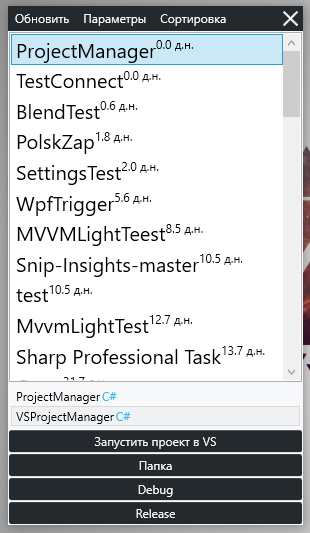 Обновить Параметры Сортировка
ProjectManager 0.0 д.н.
TestConnect 0.0 д.н.
BlendTest 0.6 д.н.
PolskZap 1.8 д.н.
SettingsTest 2.0 д.н.
WpfTrigger 5.6 д.н.
MVVMLightTeest 8.5 д.н.
Snip-Insights-master 10.5 д.н.
test 10.5 д.н.
MvvmLightTest 12.7 д.н.
Sharp Professional Task 13.7 д.н.
ProjectManager C#
VSProjectManager C#
Запустить проект в VS
Папка
Debug
Release